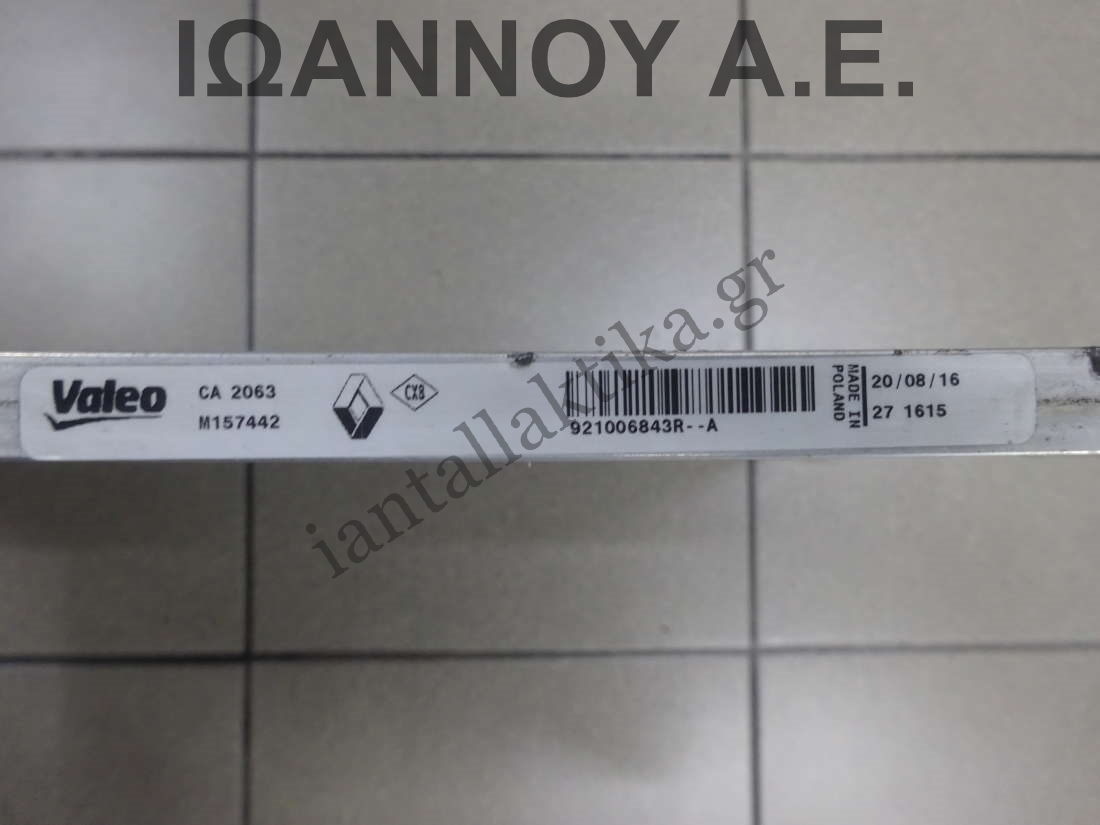 ΙΩΑΝΝΟΥ Α.Ε.
Valeo
CA 2063
M157442
CX8
921006843R--A
MADE IN
POLAND
20/08/16
27 1615
iantallaktika.gr